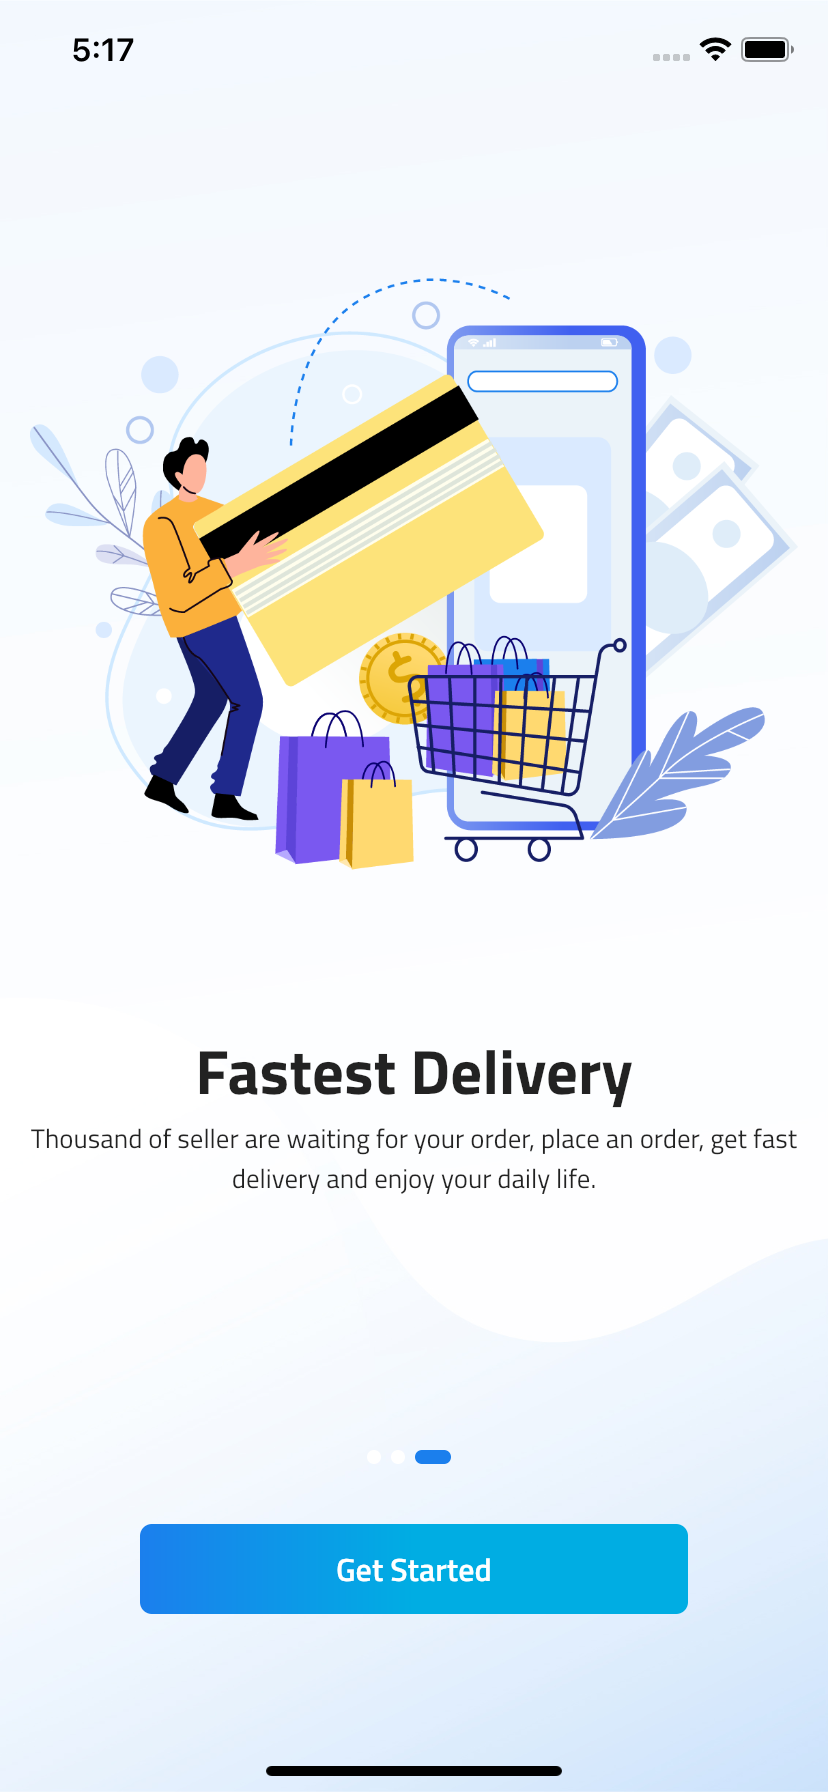 5:17
Fastest Delivery
Thousand of seller are waiting for your order, place an order, get fast
delivery and enjoy your daily life.
Get Started